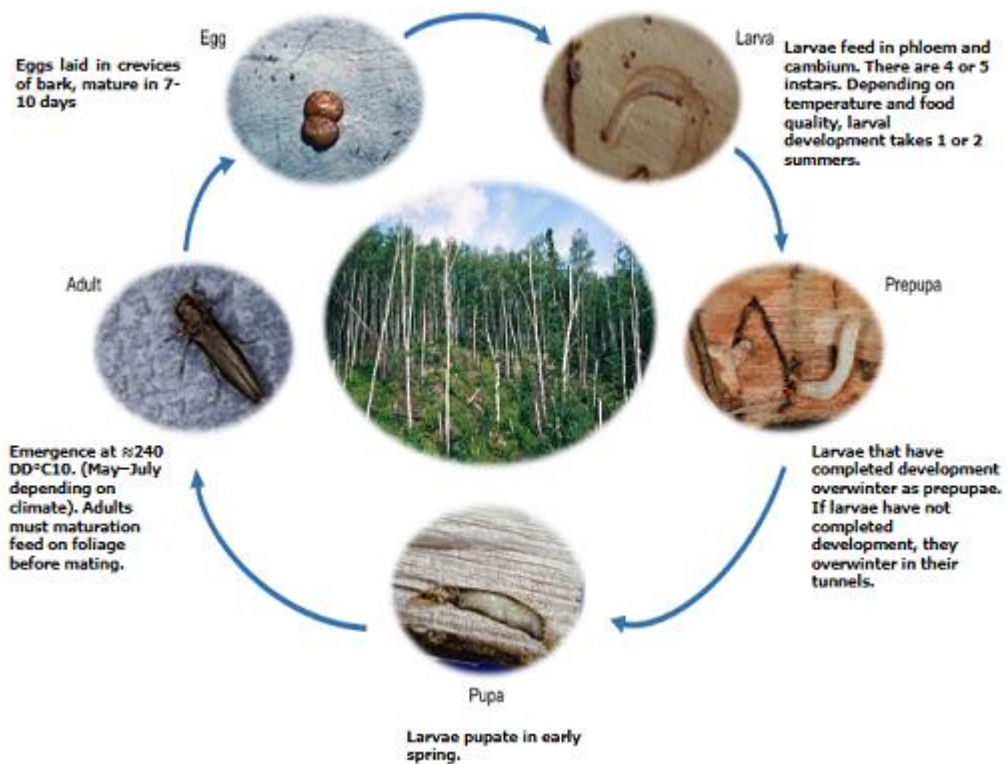 Egg
Eggs laid in crevices
of bark, mature in 7-
10 days
Larva
Larvae feed in phloem and
cambium. There are 4 or 5
instars. Depending on
temperature and food
quality, larval
development takes 1 or 2
summers.
Prepupa
Larvae that have
completed development
overwinter as prepupae.
If larvae have not
completed
development, they
overwinter in their
tunnels.
Pupa
Larvae pupate in early
spring.
Adult
Emergence at ≈240
DD°C10. (May–July
depending on
climate). Adults
must maturation
feed on foliage
before mating.